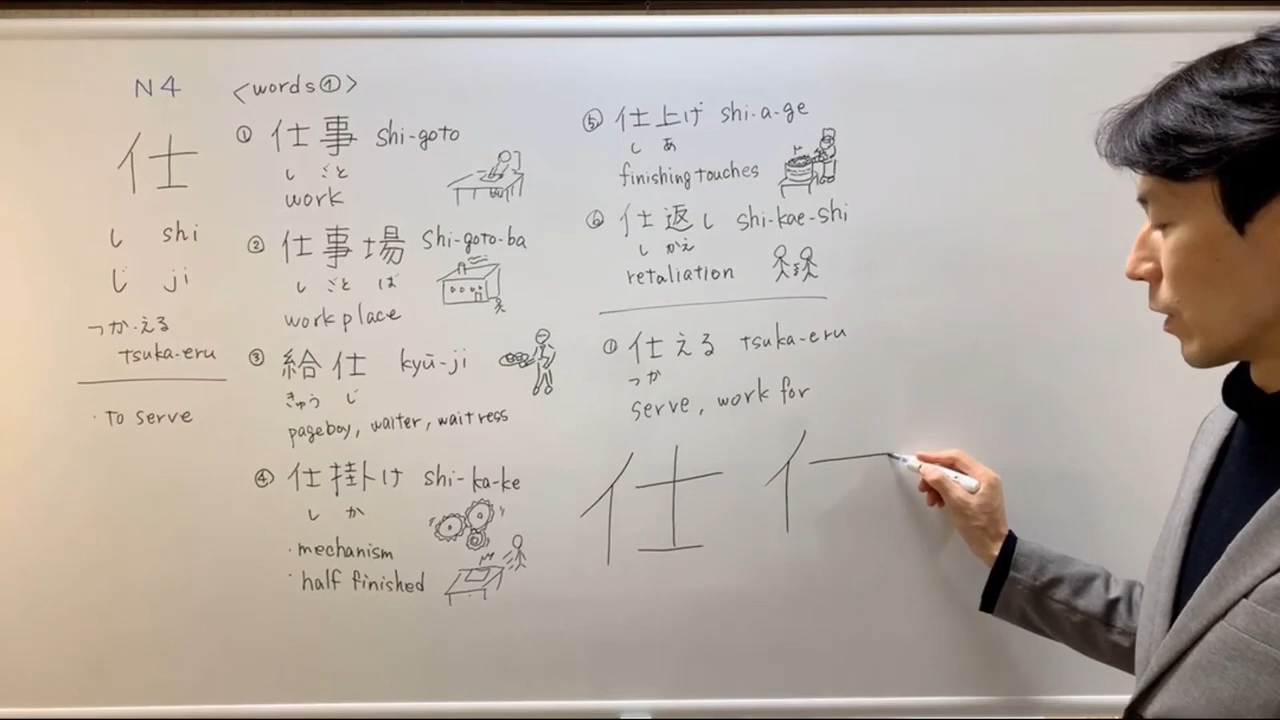 N4
仕
し shi
じ ji
つか.える
tsuka-eru
・To serve
<words①>
① 仕事 shi-goto
し ごと
work
② 仕事場 shi-goto-ba
し ごと ば
workplace
③ 給仕 kyū-ji
きゅう じ
pageboy, waiter, waitress
④ 仕掛け shi-ka-ke
し か
・mechanism
・half finished
⑤ 仕上げ shi-a-ge
し あ
finishing touches
⑥ 仕返し shi-kae-shi
し かえ
retaliation
① 仕える tsuka-eru
つか
serve, work for
仕 亻一